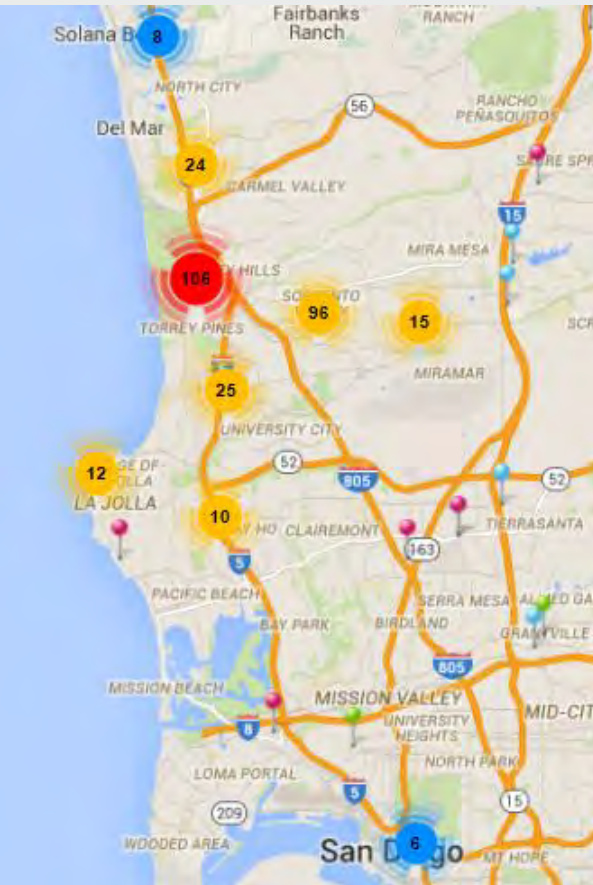 Fairbanks
Ranch
RANCH
Solana B
8
NORTH CITY
56
RANCHO
PEÑASQUITOS
Del Mar
24
CARMEL VALLEY
15
MIRA MESA
HILLS
106
96
15
TORREY PINES
MIRAMAR
25
UNIVERSITY CITY
12
52
805
52
LA JOLLA
10
CLAIREMONT
TIERRASANTA
163
5
PACIFIC BEACH
SERRA MESA
BAY PARK
BIRDLAND
805
MISSION BEACH
MISSION VALLEY
MID-CIT
UNIVERSITY
HEIGHTS
8
NORTH PARK
LOMA PORTAL
5
15
209
WOODED AREA
San D
6
go
MT HOPE